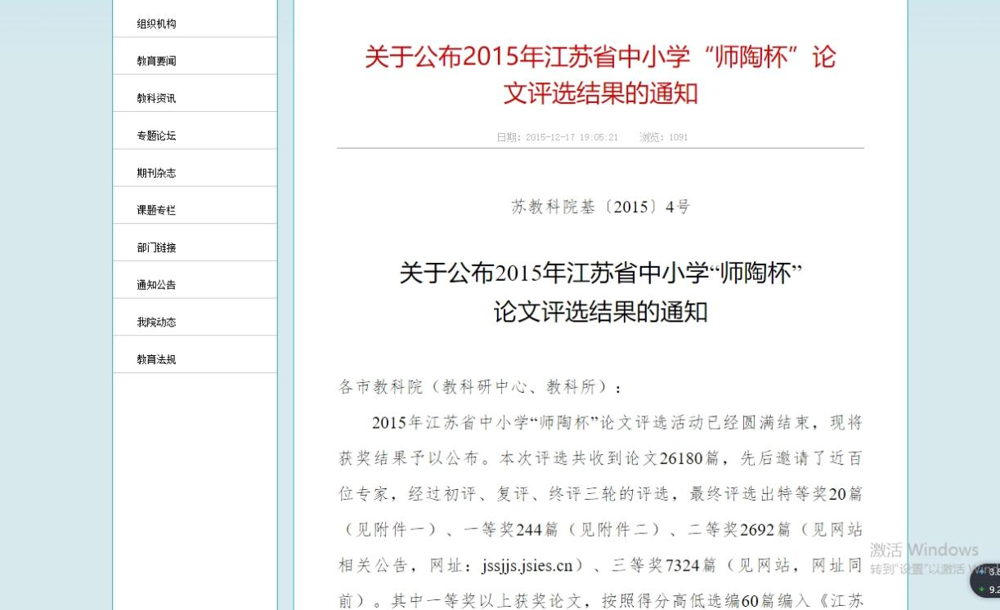 组织机构
教育要闻
教科资讯
专题论坛
期刊杂志
课题专栏
部门链接
通知公告
我院动态
教育法规
关于公布2015年江苏省中小学“师陶杯”论
文评选结果的通知
日期：2015-12-17 19:05:21 浏览：1091
苏教科院基〔2015〕4号
关于公布2015年江苏省中小学“师陶杯”
论文评选结果的通知
各市教科院（教科研中心、教科所）：
2015年江苏省中小学“师陶杯”论文评选活动已经圆满结束，现将
获奖结果予以公布。本次评选共收到论文26180篇，先后邀请了近百
位专家，经过初评、复评、终评三轮的评选，最终评选出特等奖20篇
（见附件一）、一等奖244篇（见附件二）、二等奖2692篇（见网站
相关公告，网址：jssjjs.jsies.cn）、三等奖7324篇（见网站，网址同
前）。其中一等奖以上获奖论文，按照得分高低选编60篇编入《江苏
激活 Windows
转到“设置”以激活